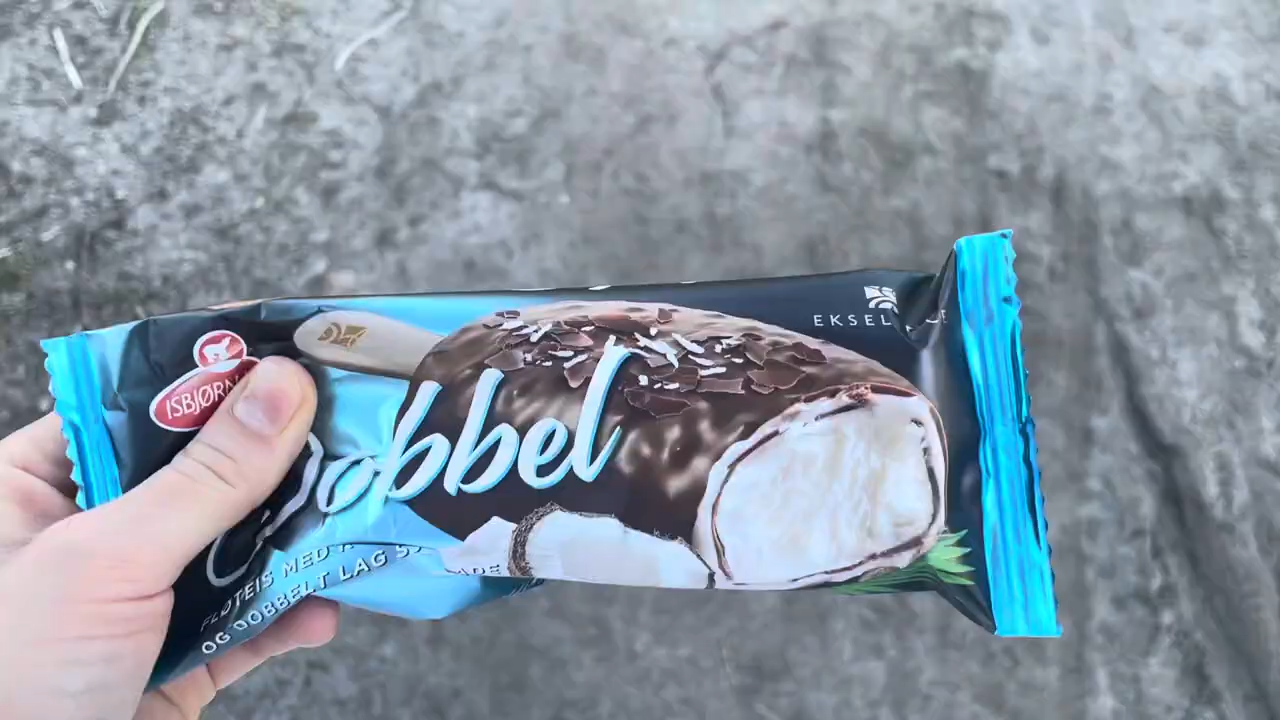 ISBJØRN
EKSEL
Dobbel
FLØTEIS MED
OG DOBBELT LAG